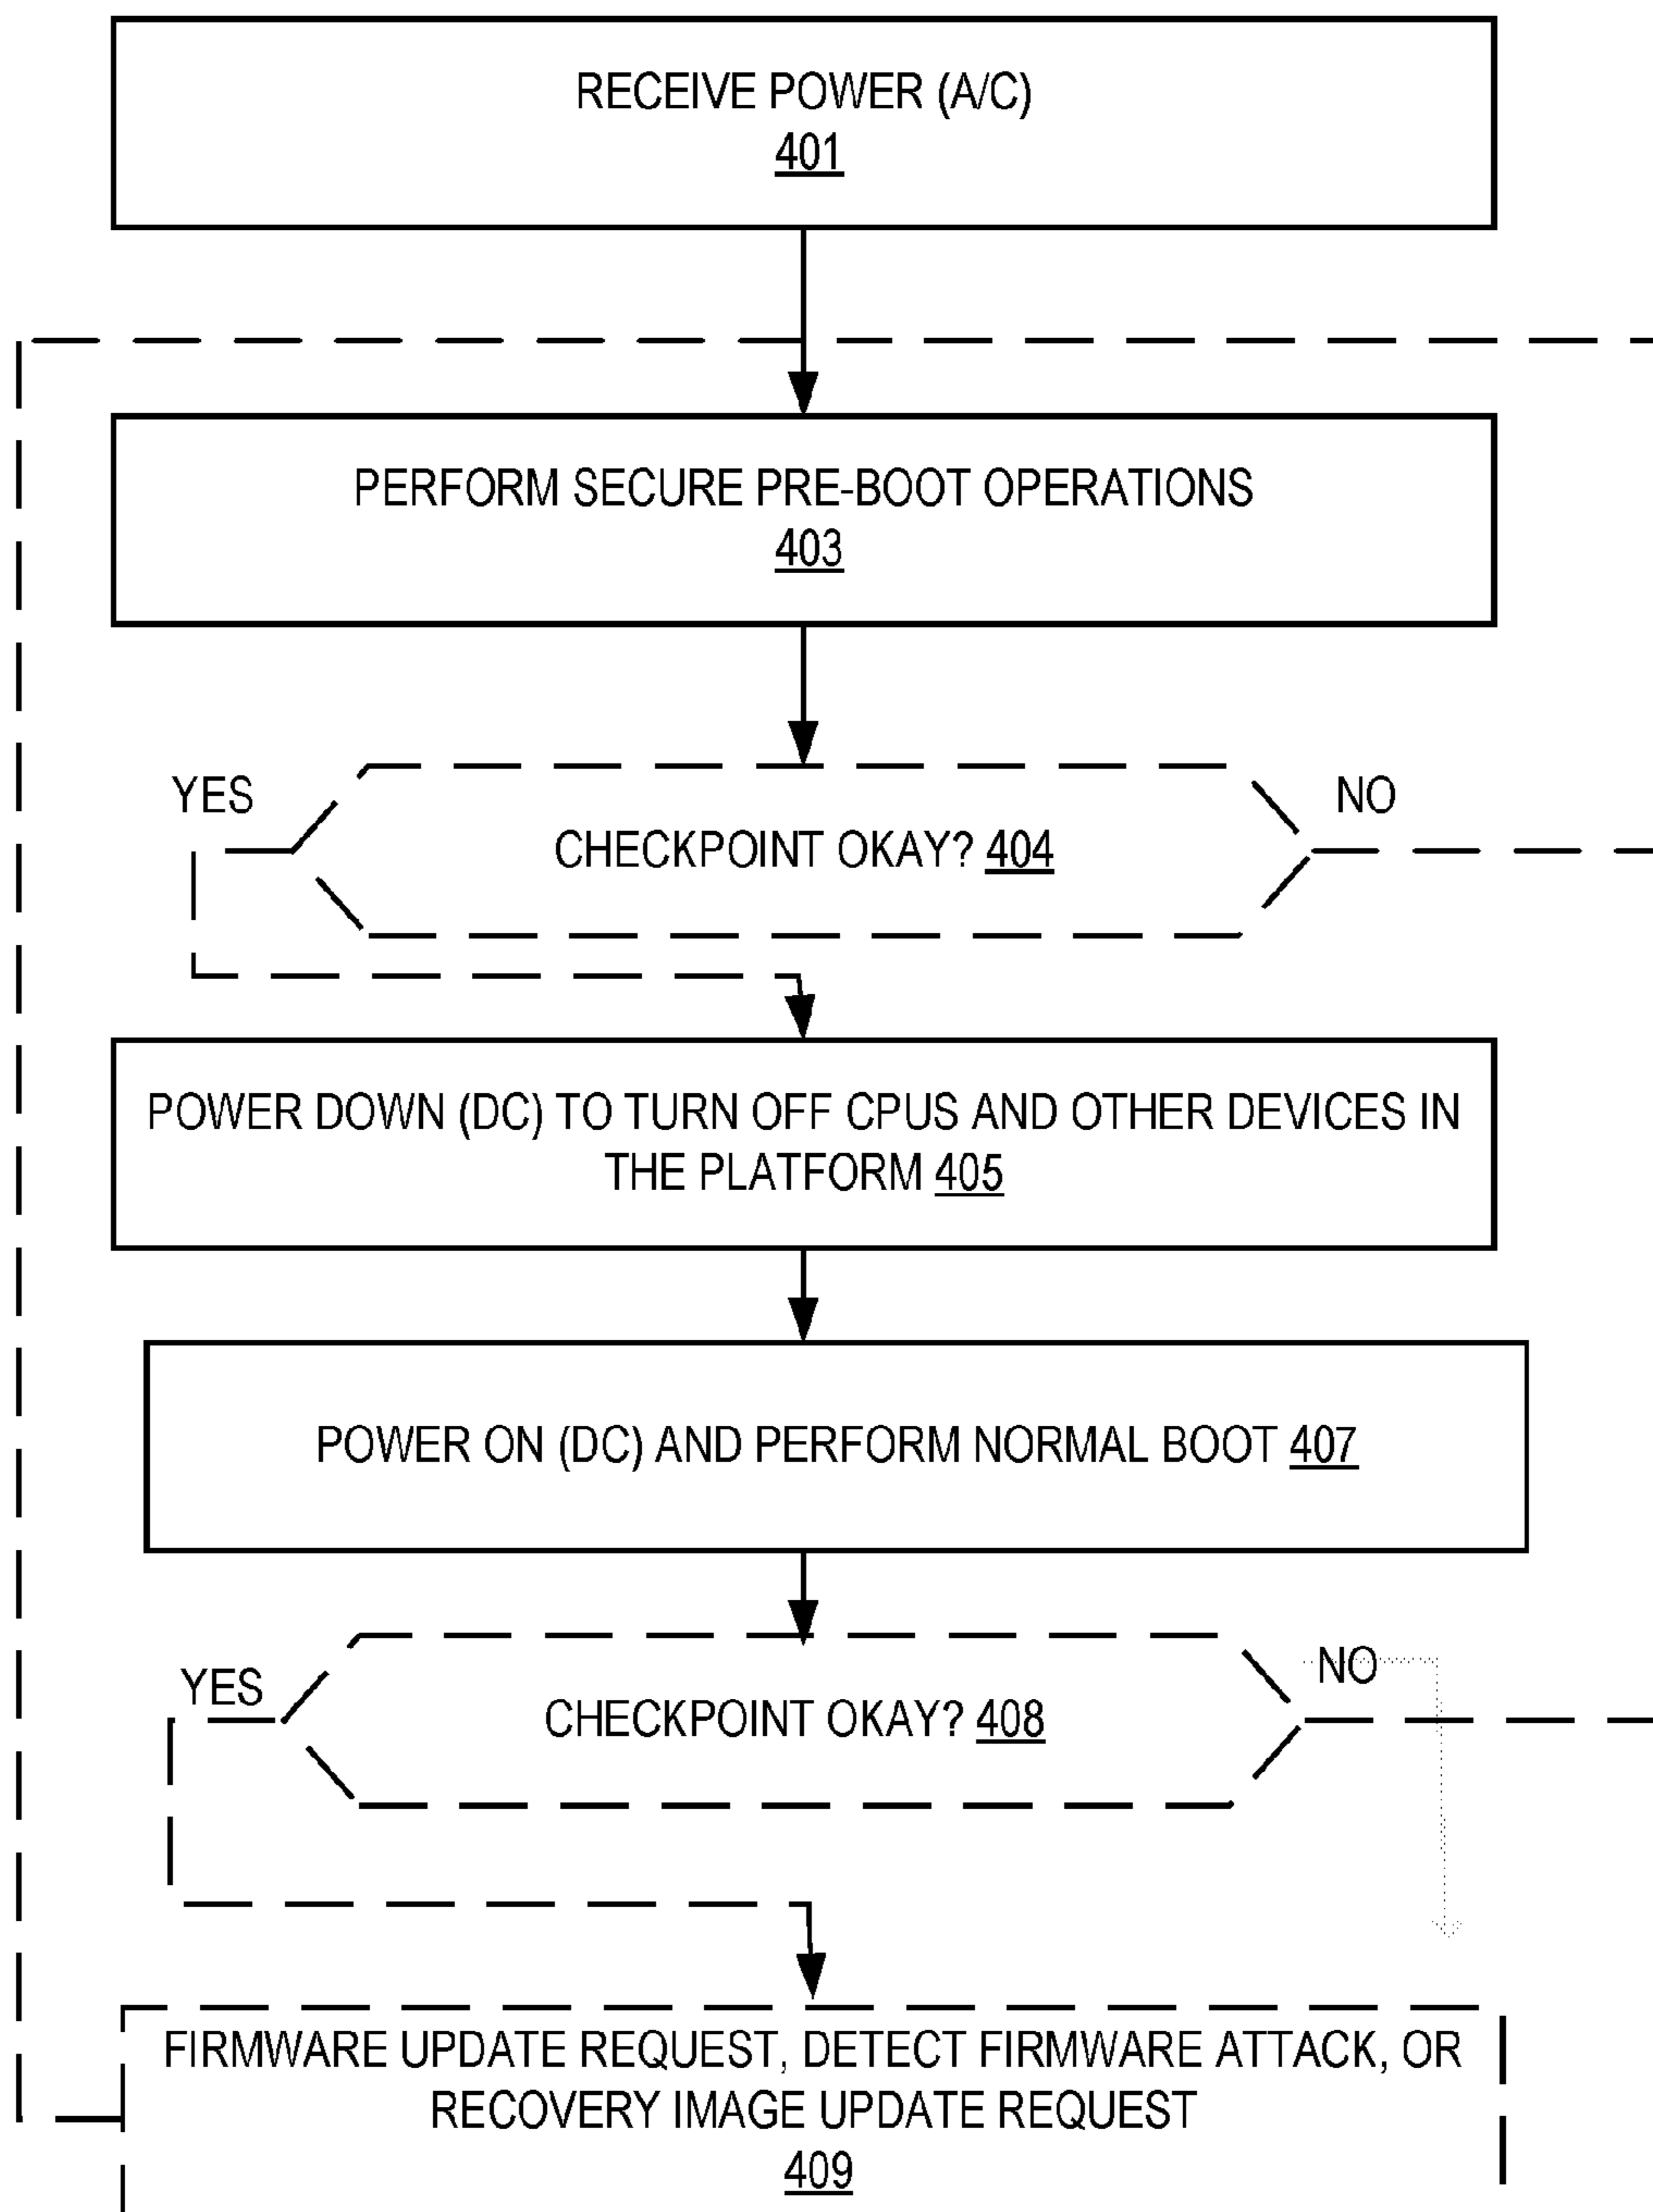 RECEIVE POWER (A/C)
401
PERFORM SECURE PRE-BOOT OPERATIONS
403
YES
NO
CHECKPOINT OKAY? 404
POWER DOWN (DC) TO TURN OFF CPUS AND OTHER DEVICES IN
THE PLATFORM 405
POWER ON (DC) AND PERFORM NORMAL BOOT 407
YES
NO
CHECKPOINT OKAY? 408
FIRMWARE UPDATE REQUEST, DETECT FIRMWARE ATTACK, OR
RECOVERY IMAGE UPDATE REQUEST
409